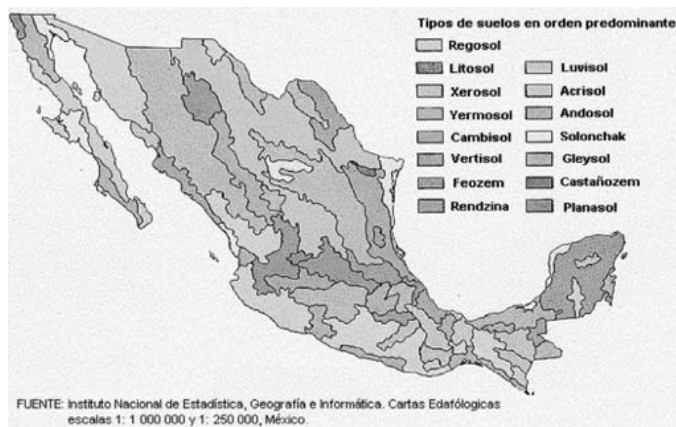 Tipos de suelos en orden predominante
Regosol
Litosol
Luvisol
Xerosol
Acrisol
Yermosol
Andosol
Cambisol
Solonchak
Vertisol
Gleysol
Feozem
Castañozem
Rendzina
Planasol
FUENTE: Instituto Nacional de Estadística, Geografía e Informática. Cartas Edafólogicas
escalas 1: 1 000 000 y 1: 250 000, México.